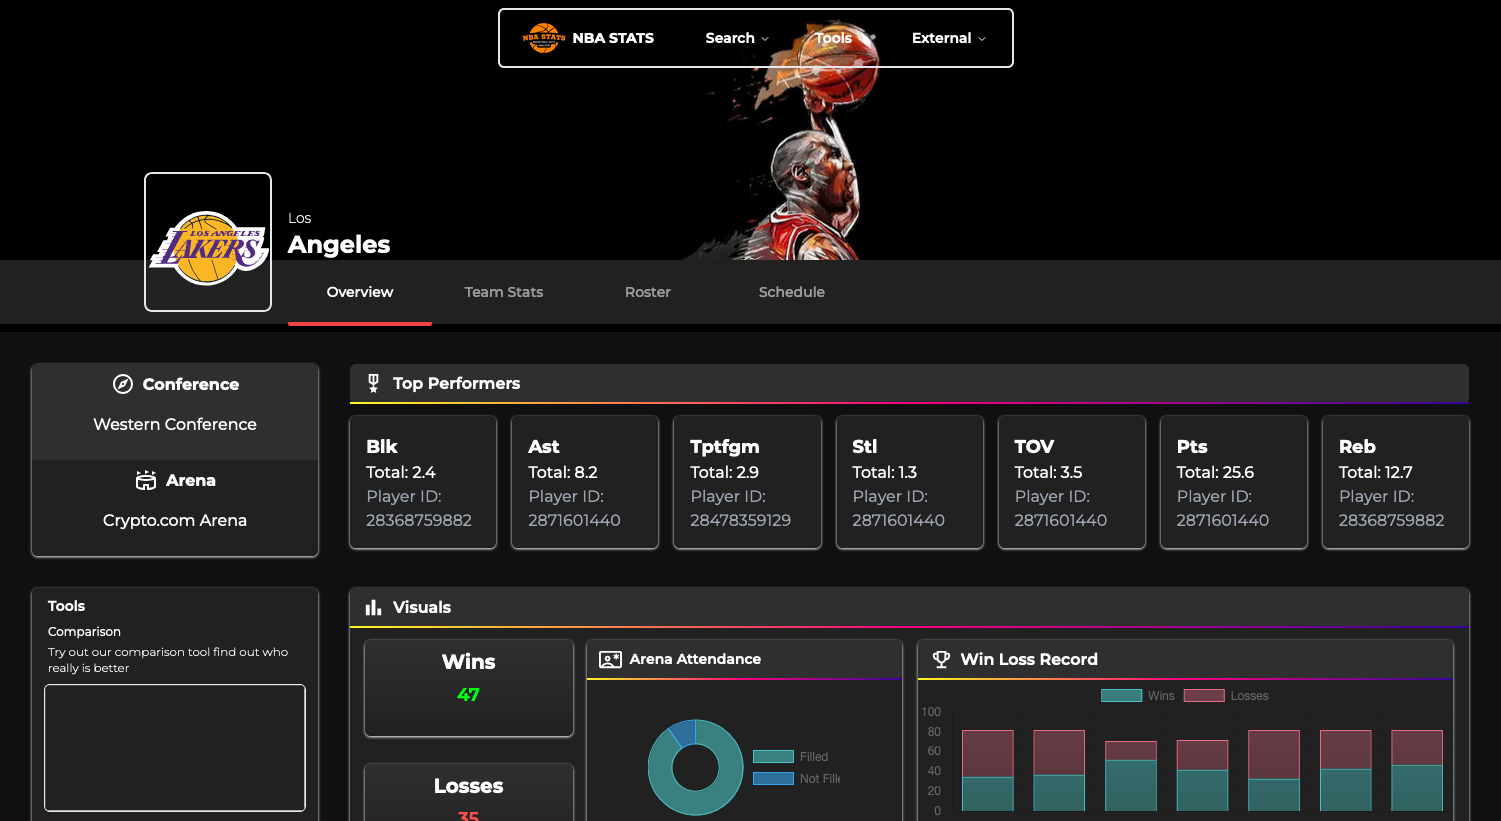 NBA STATS
NBA STATS
Search
Tools
External
LOS ANGELES
LAKERS
Los
Angeles
Overview
Team Stats
Roster
Schedule
Conference
Western Conference
Arena
Crypto.com Arena
Top Performers
Blk
Total: 2.4
Player ID:
28368759882
Ast
Total: 8.2
Player ID:
2871601440
Tptfgm
Total: 2.9
Player ID:
28478359129
Stl
Total: 1.3
Player ID:
2871601440
TOV
Total: 3.5
Player ID:
2871601440
Pts
Total: 25.6
Player ID:
2871601440
Reb
Total: 12.7
Player ID:
28368759882
Tools
Comparison
Try out our comparison tool find out who
really is better
Visuals
Wins
47
Losses
35
Arena Attendance
Filled
Not Fille
Win Loss Record
Wins
Losses
100
80
60
40
20
0